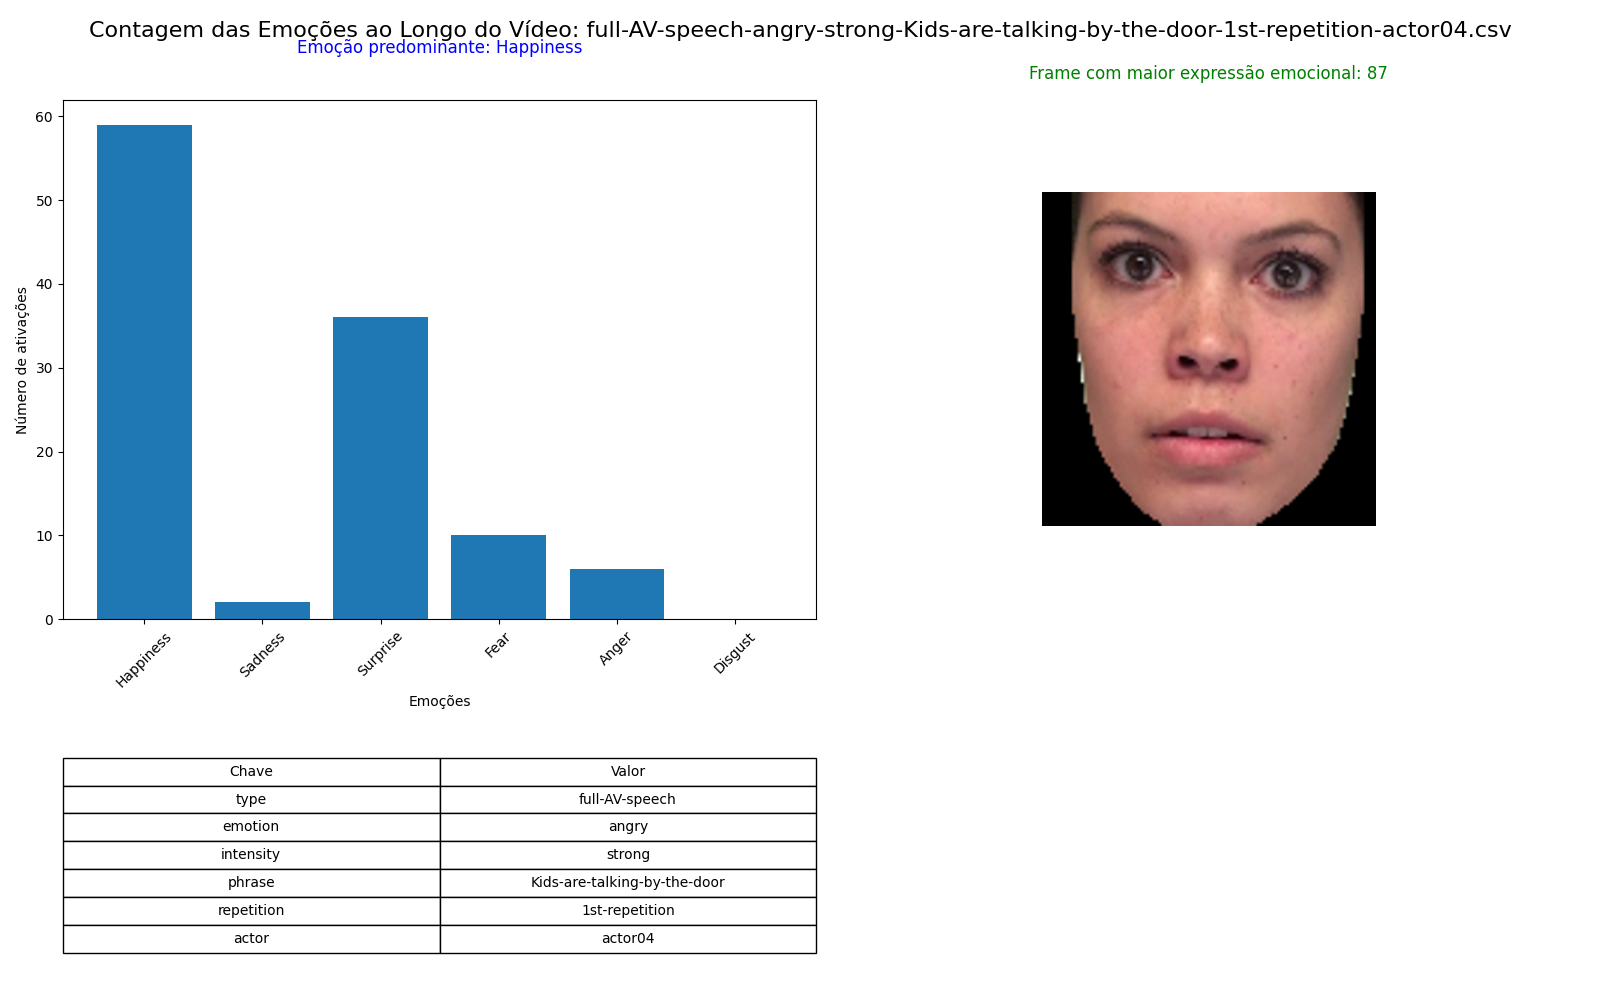 Contagem das Emoções ao Longo do Vídeo: full-AV-speech-angry-strong-Kids-are-talking-by-the-door-1st-repetition-actor04.csv
Emoção predominante: Happiness
Frame com maior expressão emocional: 87
60
50
40
30
20
10
0
Número de ativações
Happiness
Sadness
Surprise
Fear
Anger
Disgust
Emoções
Chave Valor
type full-AV-speech
emotion angry
intensity strong
phrase Kids-are-talking-by-the-door
repetition 1st-repetition
actor actor04